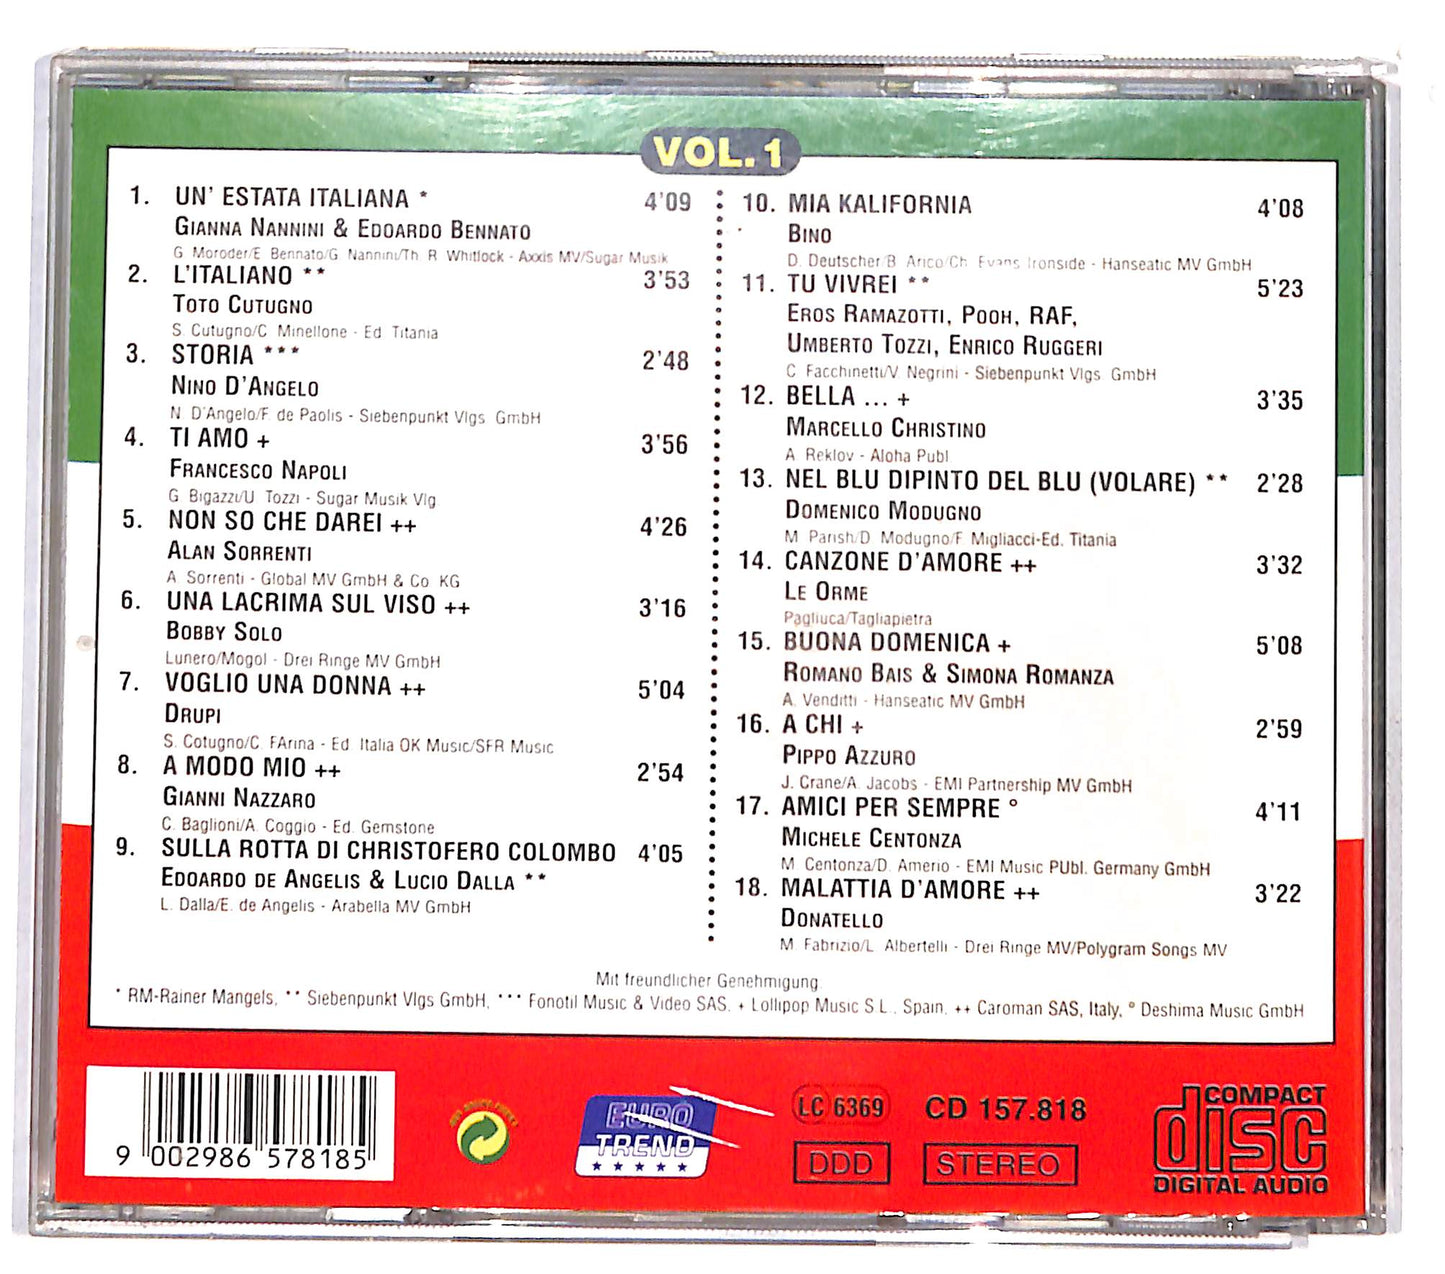 VOL. 1
1. UN' ESTATA ITALIANA * 4'09
GIANNA NANNINI & EDOARDO BENNATO
G. Moroder/E. Bennato/G. Nannini/Th. R. Whitlock - Axxis MV/Sugar Musik
2. L'ITALIANO ** 3'53
TOTO CUTUGNO
S. Cutugno/C. Minellone - Ed. Titania
3. STORIA *** 2'48
NINO D'ANGELO
N. D'Angelo/F. de Paolis - Siebenpunkt Vlgs. GmbH
4. TI AMO + 3'56
FRANCESCO NAPOLI
G. Bigazzi/U. Tozzi - Sugar Musik Vlg
5. NON SO CHE DAREI ++ 4'26
ALAN SORRENTI
A. Sorrenti - Global MV GmbH & Co. KG
6. UNA LACRIMA SUL VISO ++ 3'16
BOBBY SOLO
Lunero/Mogol - Drei Ringe MV GmbH
7. VOGLIO UNA DONNA ++ 5'04
DRUPI
S. Cotugno/C. FArina - Ed. Italia OK Music/SFR Music
8. A MODO MIO ++ 2'54
GIANNI NAZZARO
C. Baglioni/A. Coggio - Ed. Gemstone
9. SULLA ROTTA DI CHRISTOFERO COLOMBO 4'05
EDOARDO DE ANGELIS & LUCIO DALLA **
L. Dalla/E. de Angelis - Arabella MV GmbH
10. MIA KALIFORNIA 4'08
BINO
D. Deutscher/B. Arico/Ch. Evans Ironside - Hanseatic MV GmbH
11. TU VIVREI ** 5'23
EROS RAMAZOTTI, POOH, RAF,
UMBERTO TOZZI, ENRICO RUGGERI
C. Facchinetti/V. Negrini - Siebenpunkt Vlgs. GmbH
12. BELLA ... + 3'35
MARCELLO CHRISTINO
A. Reklov - Aloha Publ
13. NEL BLU DIPINTO DEL BLU (VOLARE) ** 2'28
DOMENICO MODUGNO
M. Parish/D. Modugno/F. Migliacci-Ed. Titania
14. CANZONE D'AMORE ++ 3'32
LE ORME
Pagliuca/Tagliapietra
15. BUONA DOMENICA + 5'08
ROMANO BAIS & SIMONA ROMANZA
A. Venditti - Hanseatic MV GmbH
16. A CHI + 2'59
PIPPO AZZURO
J. Crane/A. Jacobs - EMI Partnership MV GmbH
17. AMICI PER SEMPRE ° 4'11
MICHELE CENTONZA
M. Centonza/D. Amerio - EMI Music PUbl. Germany GmbH
18. MALATTIA D'AMORE ++ 3'22
DONATELLO
M. Fabrizio/L. Albertelli - Drei Ringe MV/Polygram Songs MV
Mit freundlicher Genehmigung
* RM-Rainer Mangels, ** Siebenpunkt Vlgs GmbH, *** Fonotil Music & Video SAS, + Lollipop Music S.L., Spain, ++ Caroman SAS, Italy, ° Deshima Music GmbH
9 002986 578185
EURO
TREND
LC 6369
DDD
CD 157.818
STEREO
COMPACT
disc
DIGITAL AUDIO